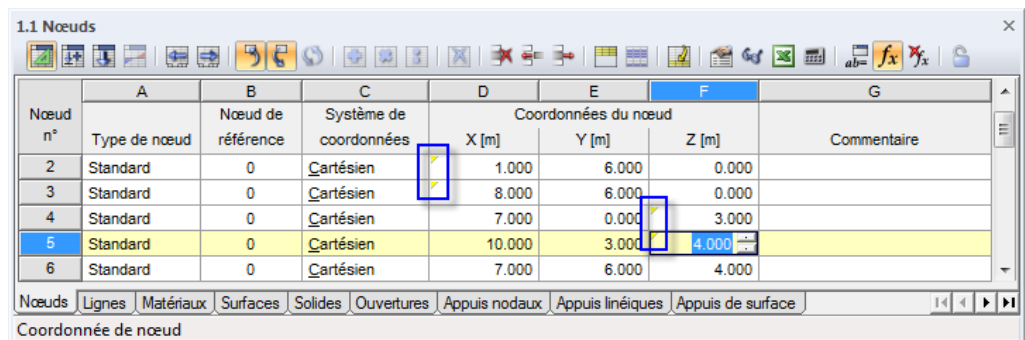 1.1 Nœuds
A B C D E F G
Nœud Nœud de Système de Coordonnées du nœud
n° Type de nœud référence coordonnées X [m] Y [m] Z [m] Commentaire
2 Standard 0 Cartésien 1.000 6.000 0.000
3 Standard 0 Cartésien 8.000 6.000 0.000
4 Standard 0 Cartésien 7.000 0.000 3.000
5 Standard 0 Cartésien 10.000 3.000 4.000
6 Standard 0 Cartésien 7.000 6.000 4.000
Nœuds Lignes Matériaux Surfaces Solides Ouvertures Appuis nodaux Appuis linéiques Appuis de surface
Coordonnée de nœud